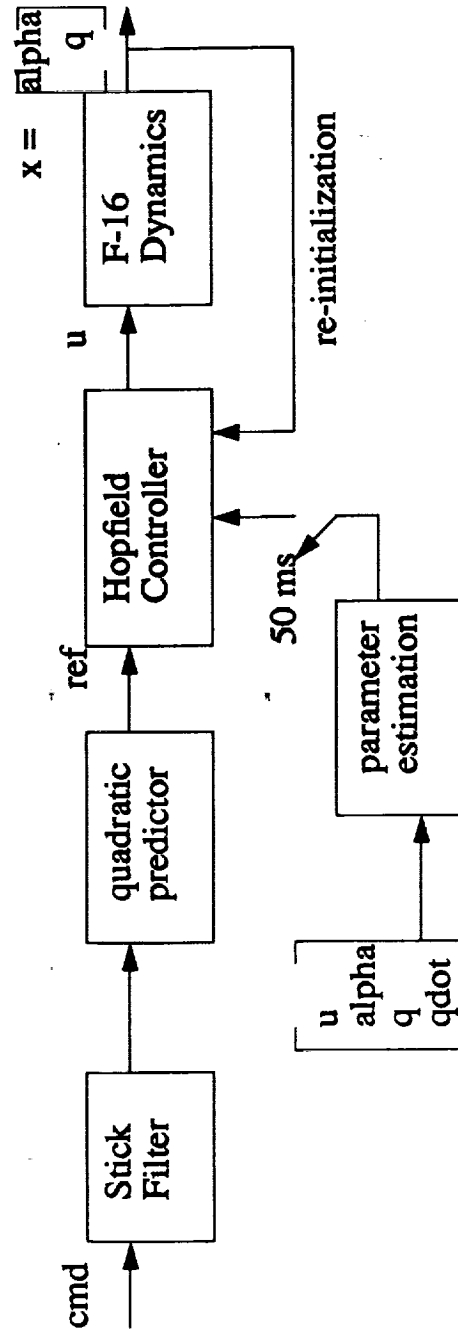 cmd
Stick
Filter
quadratic
predictor
ref
Hopfield
Controller
u
F-16
Dynamics
x =
alpha
q
re-initialization
50 ms
parameter
estimation
u
alpha
q
qdot